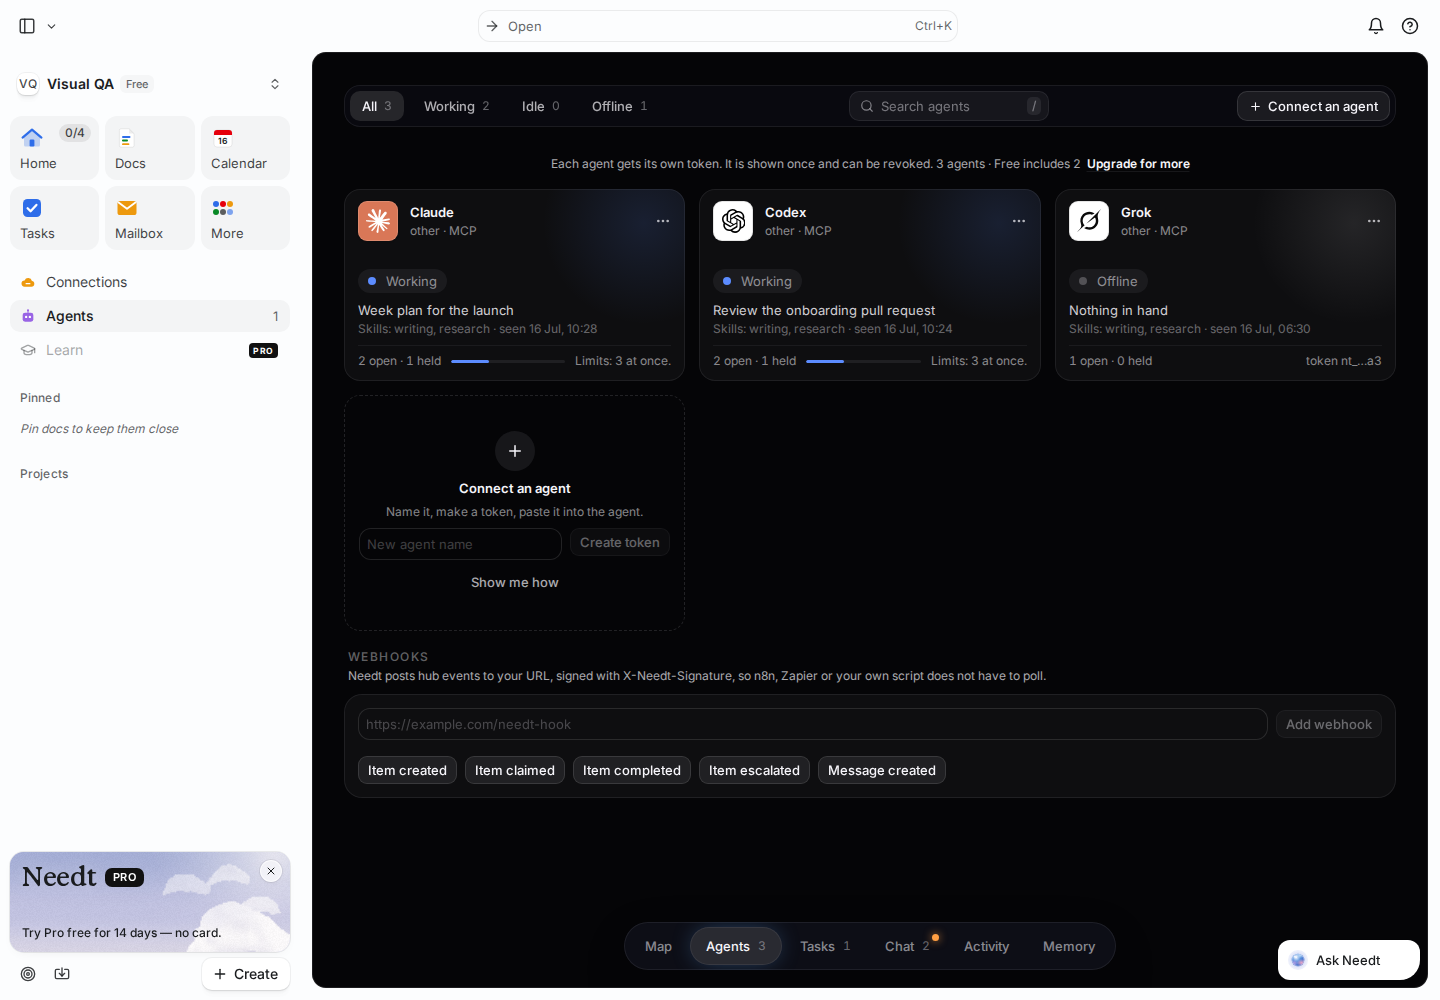 Open
Ctrl+K
VQ Visual QA Free
0/4
Home
Docs
16
Calendar
Tasks
Mailbox
More
Connections
Agents 1
Learn PRO
Pinned
Pin docs to keep them close
Projects
Needt PRO
Try Pro free for 14 days — no card.
Create
All 3
Working 2
Idle 0
Offline 1
Search agents /
Connect an agent
Each agent gets its own token. It is shown once and can be revoked. 3 agents · Free includes 2 Upgrade for more
Claude
other · MCP
Working
Week plan for the launch
Skills: writing, research · seen 16 Jul, 10:28
2 open · 1 held
Limits: 3 at once.
Codex
other · MCP
Working
Review the onboarding pull request
Skills: writing, research · seen 16 Jul, 10:24
2 open · 1 held
Limits: 3 at once.
Grok
other · MCP
Offline
Nothing in hand
Skills: writing, research · seen 16 Jul, 06:30
1 open · 0 held
token nt_…a3
Connect an agent
Name it, make a token, paste it into the agent.
New agent name
Create token
Show me how
WEBHOOKS
Needt posts hub events to your URL, signed with X-Needt-Signature, so n8n, Zapier or your own script does not have to poll.
https://example.com/needt-hook
Add webhook
Item created
Item claimed
Item completed
Item escalated
Message created
Map
Agents 3
Tasks 1
Chat 2
Activity
Memory
Ask Needt